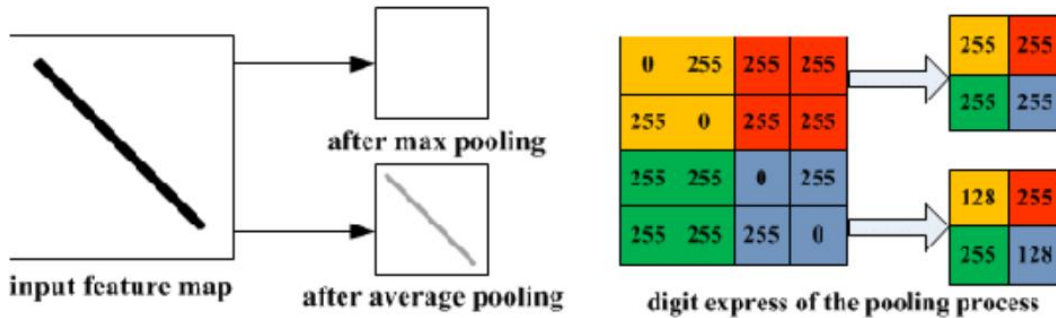 after max pooling
input feature map
after average pooling
0 255 255 255
255 0 255 255
255 255 0 255
255 255 255 0
255 255
255 255
128 255
255 128
digit express of the pooling process